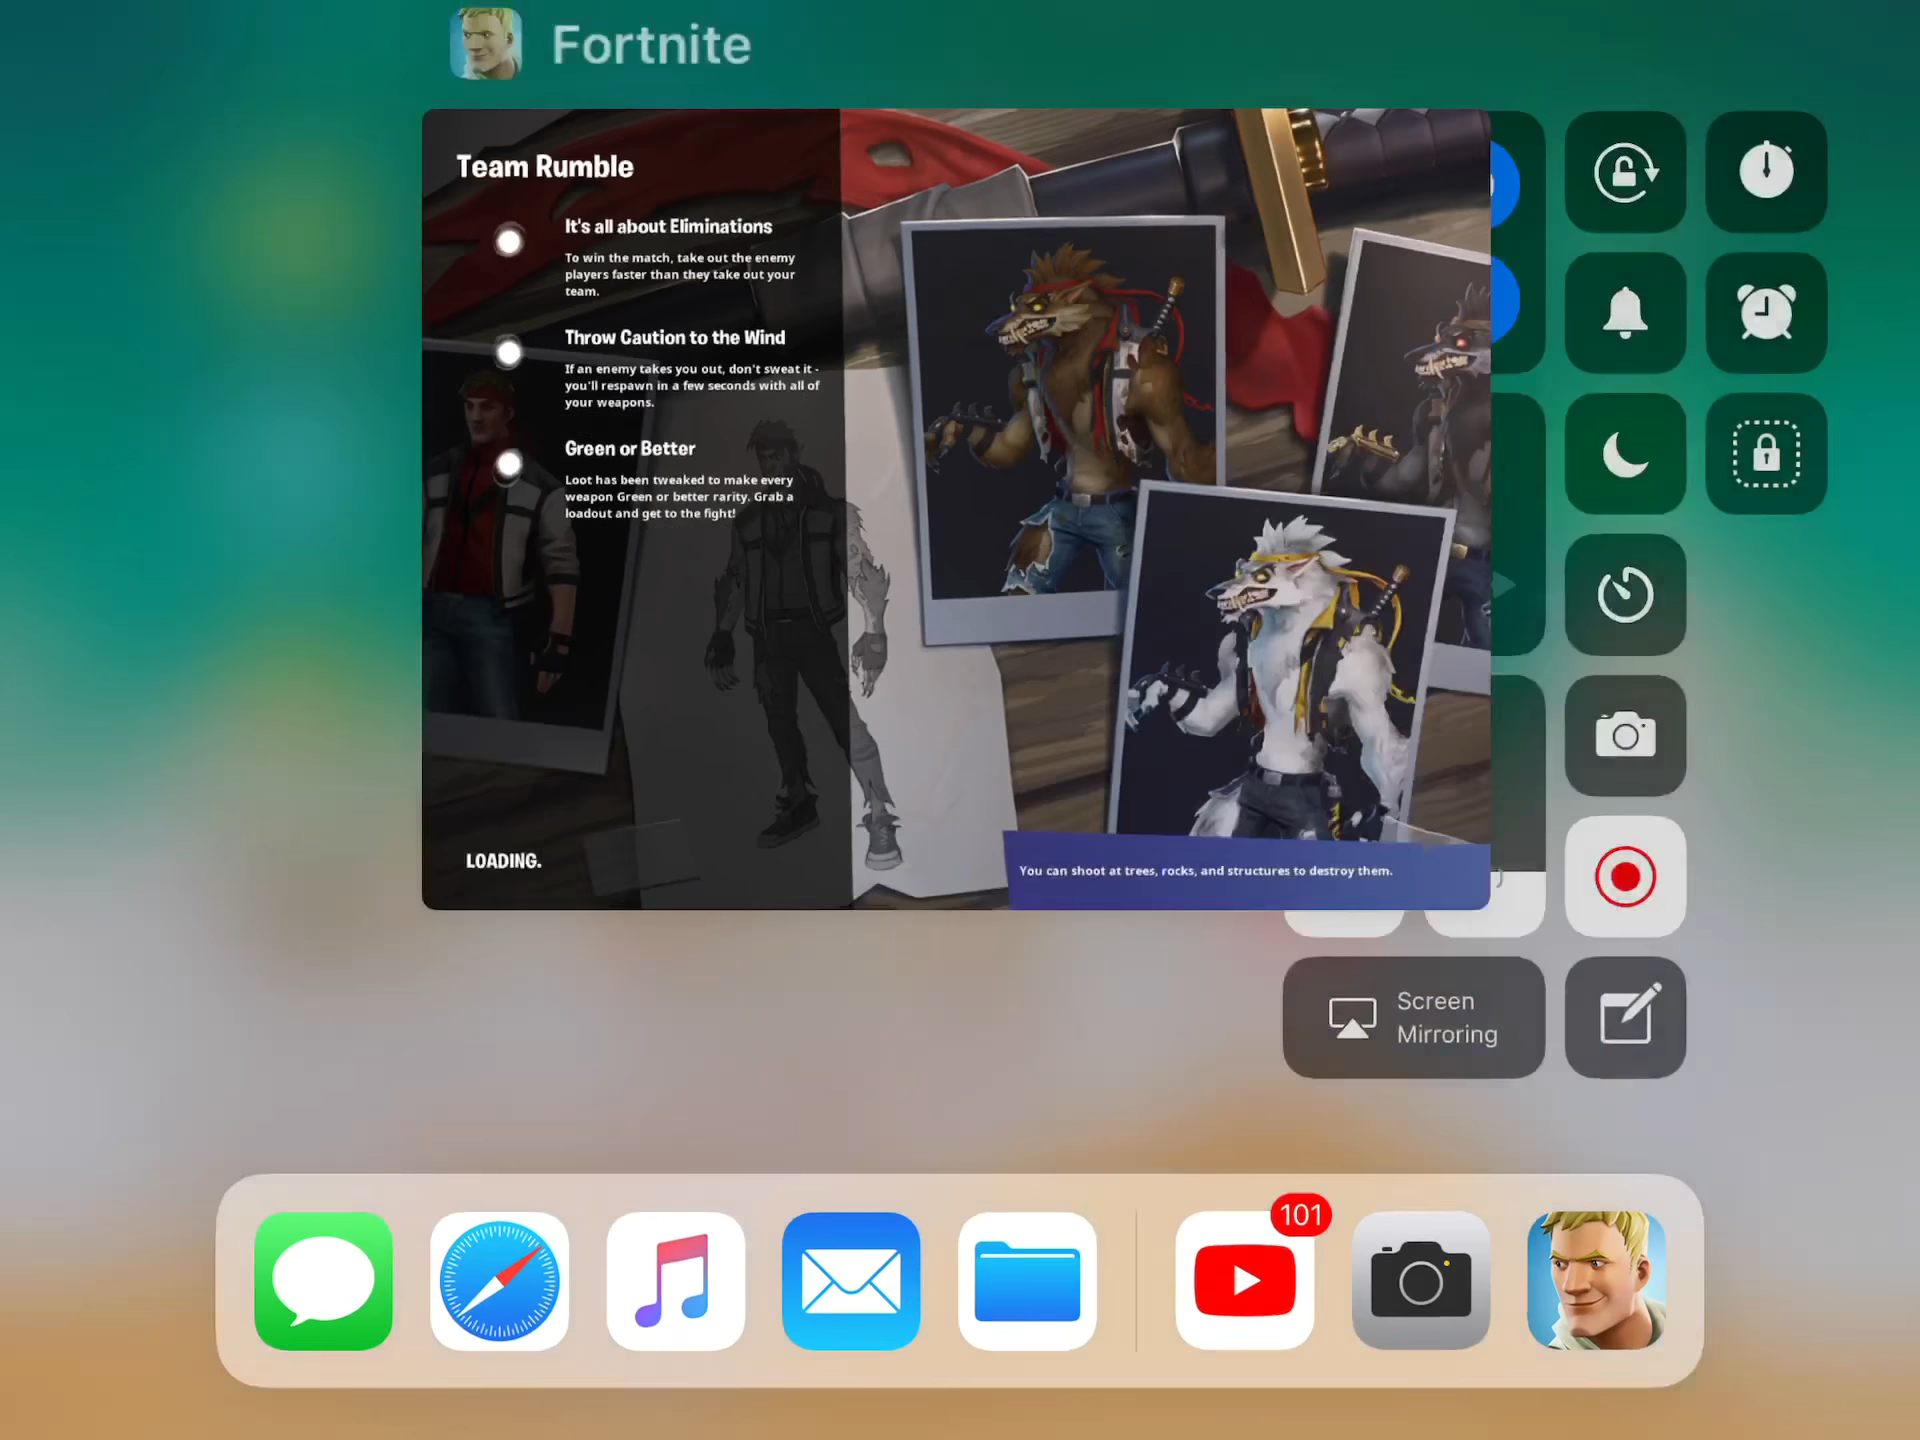 Fortnite
Team Rumble
It's all about Eliminations
To win the match, take out the enemy
players faster than they take out your
team.
Throw Caution to the Wind
If an enemy takes you out, don't sweat it -
you'll respawn in a few seconds with all of
your weapons.
Green or Better
Loot has been tweaked to make every
weapon Green or better rarity. Grab a
loadout and get to the fight!
LOADING.
You can shoot at trees, rocks, and structures to destroy them.
Screen
Mirroring
101